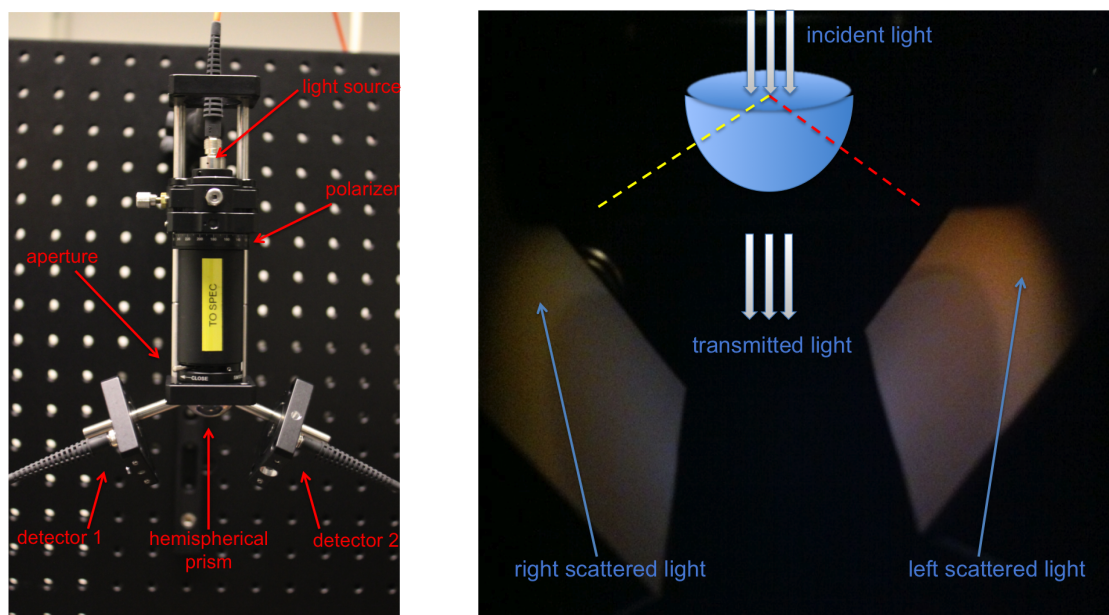 light source
polarizer
aperture
TO SPEC
←CLOSE
detector 1
hemispherical
prism
detector 2
incident light
transmitted light
right scattered light
left scattered light